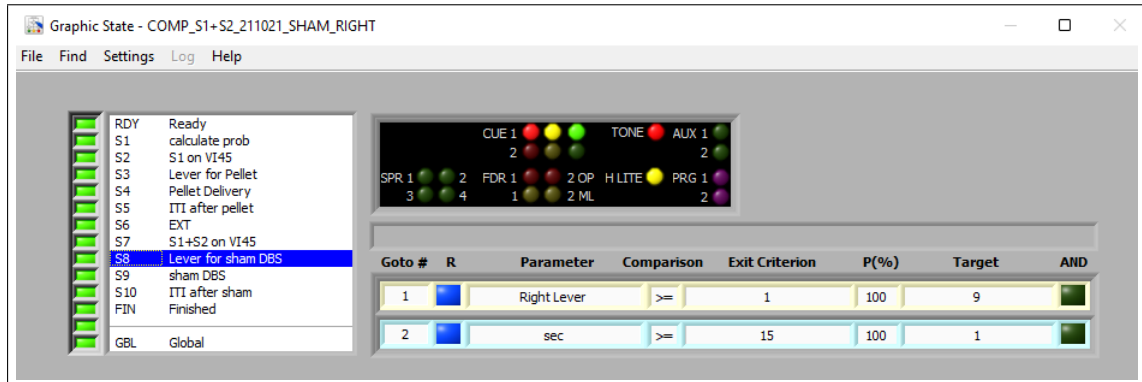 Graphic State - COMP_S1+S2_211021_SHAM_RIGHT
File Find Settings Log Help
RDY Ready
S1 calculate prob
S2 S1 on VI45
S3 Lever for Pellet
S4 Pellet Delivery
S5 ITI after pellet
S6 EXT
S7 S1+S2 on VI45
S8 Lever for sham DBS
S9 sham DBS
S10 ITI after sham
FIN Finished
GBL Global
CUE 1 TONE AUX 1
2 2
SPR 1 2 FDR 1 2 OP H LITE PRG 1
3 4 1 2 ML 2
Goto # R Parameter Comparison Exit Criterion P(%) Target AND
1 Right Lever >= 1 100 9
2 sec >= 15 100 1